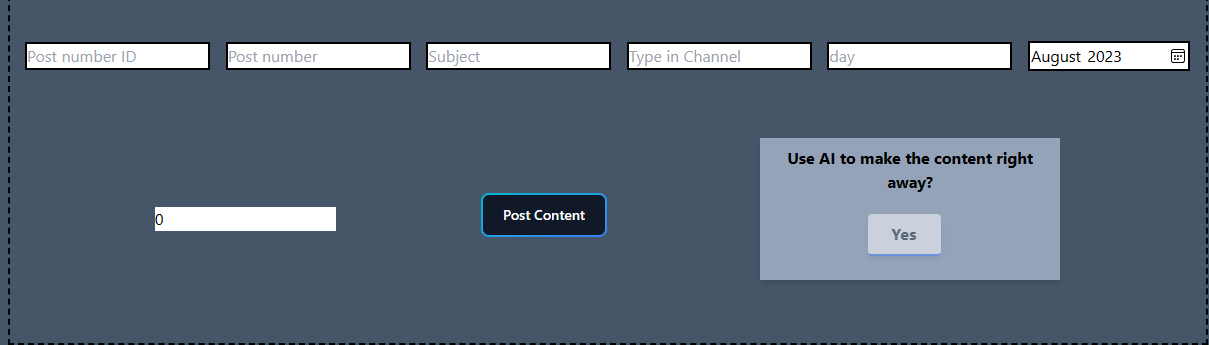 Post number ID Post number Subject Type in Channel day August 2023
Use AI to make the content right
away?
0 Post Content Yes